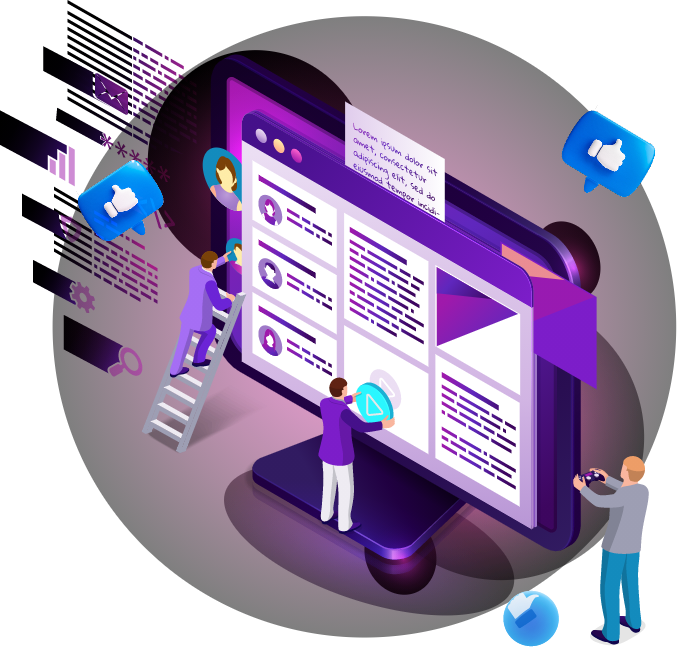 Lorem ipsum dolor sit
amet, consectetur
adipiscing elit, sed do
eiusmod tempor incidi-